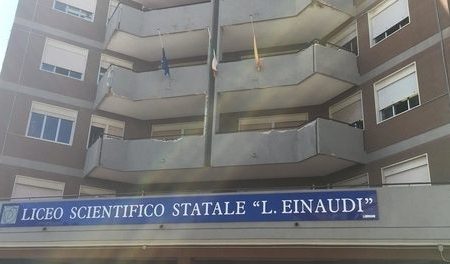 LICEO SCIENTIFICO STATALE "L. EINAUDI"